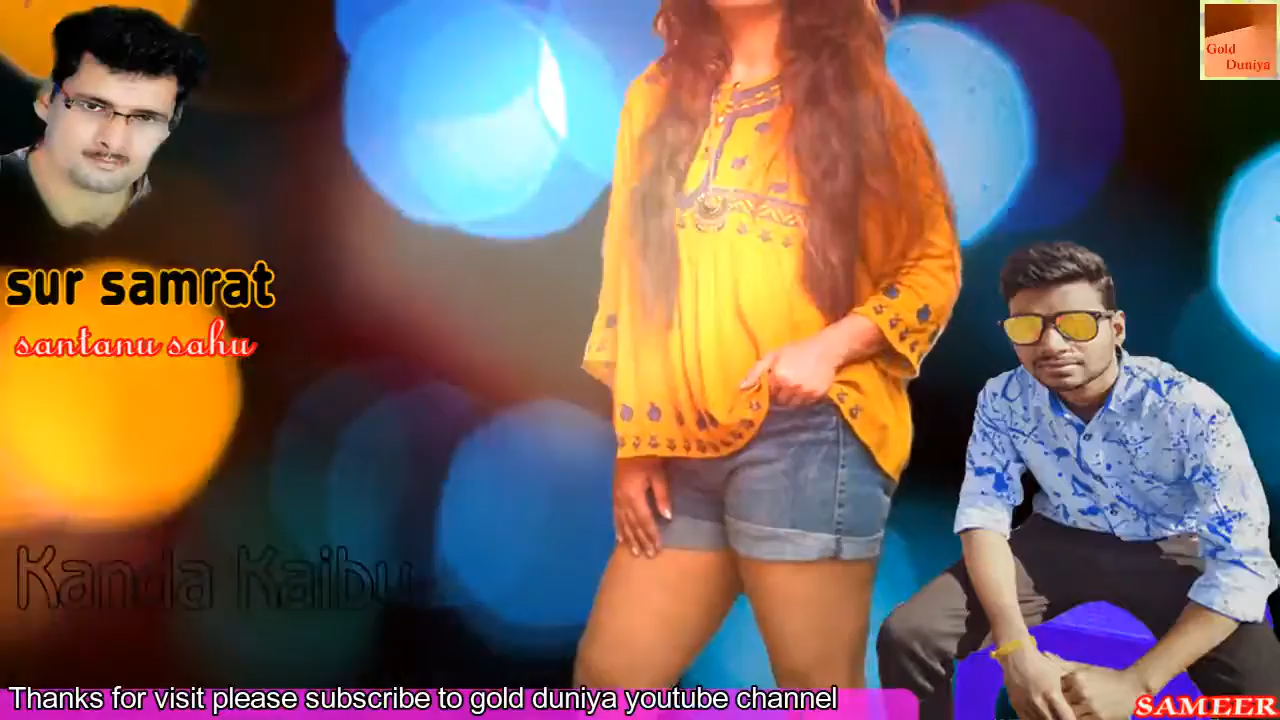 Gold
Duniya
sur samrat
santanu sahu
Kanda Kaibu
Thanks for visit please subscribe to gold duniya youtube channel
SAMEER